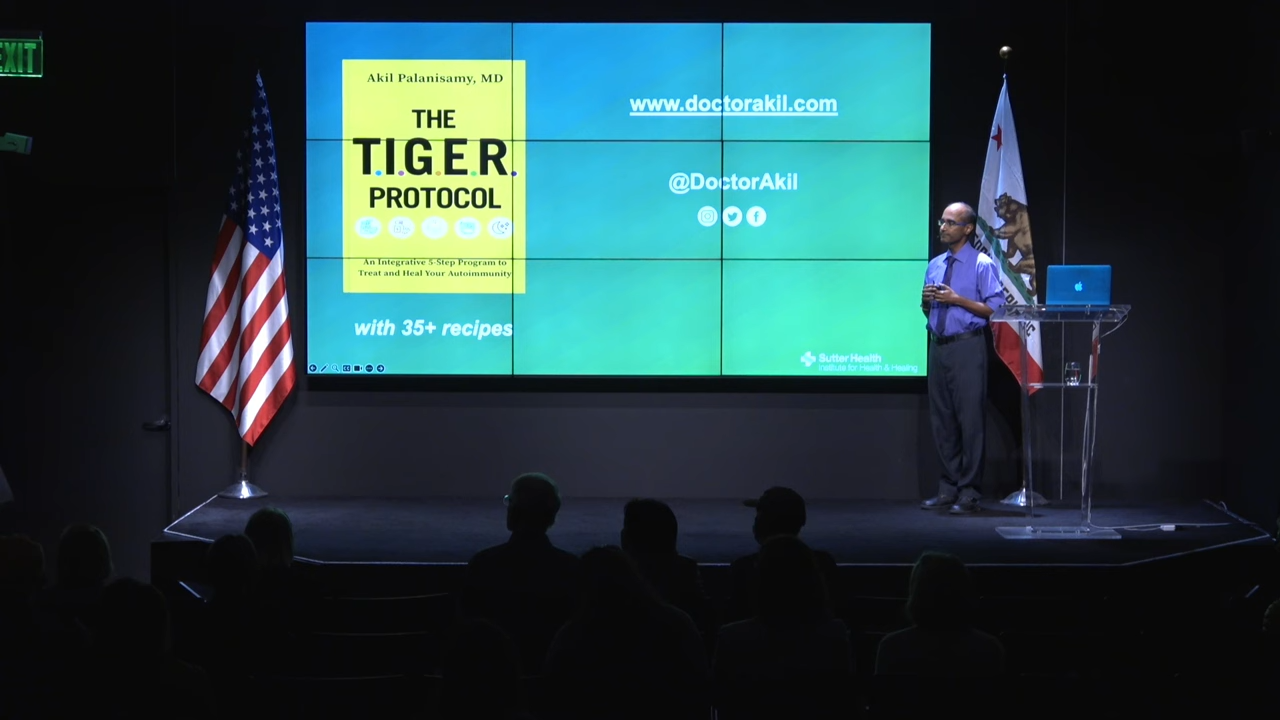 EXIT
Akil Palanisamy, MD
THE
T.I.G.E.R.
PROTOCOL
An Integrative 5-Step Program to
Treat and Heal Your Autoimmunity
with 35+ recipes
www.doctorakil.com
@DoctorAkil
Sutter Health
Institute for Health & Healing